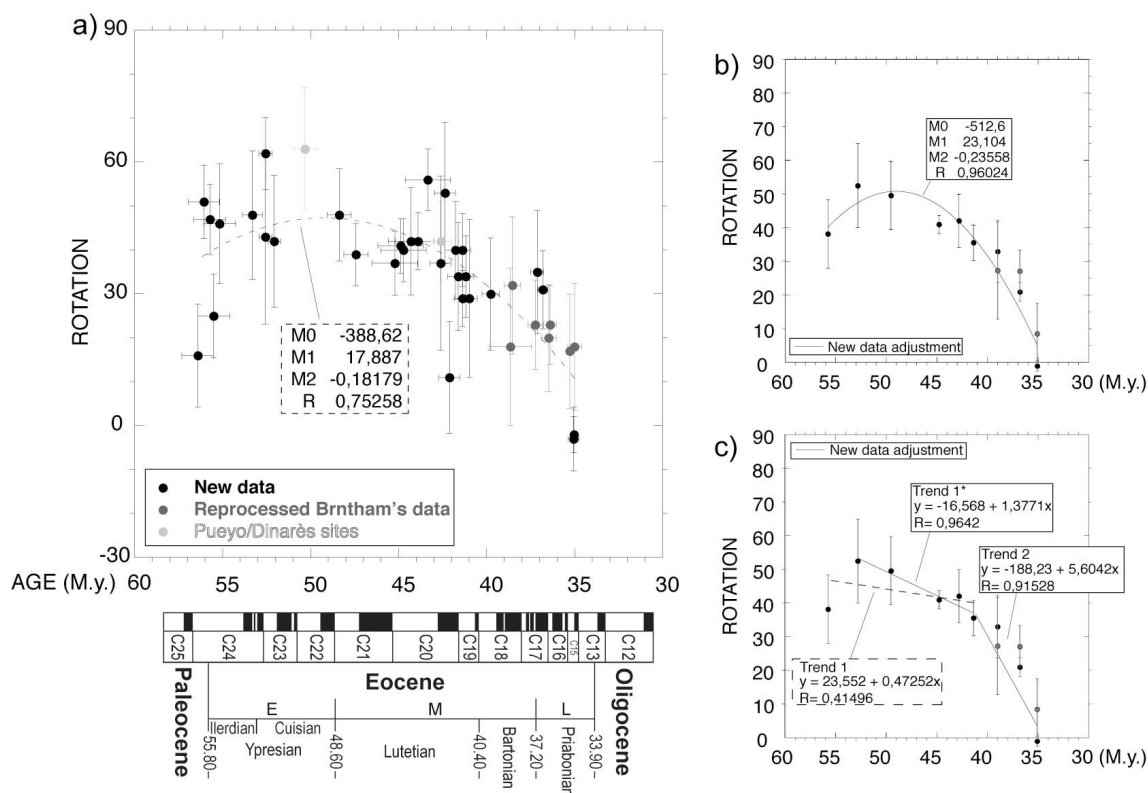 a)
90
60
30
0
-30
ROTATION
M0 -388,62
M1 17,887
M2 -0,18179
R 0,75258
New data
Reprocessed Brntham's data
Pueyo/Dinarès sites
AGE (M.y.)
60 55 50 45 40 35 30
C25 C24 C23 C22 C21 C20 C19 C18 C17 C16 C15 C13 C12
Paleocene
Eocene
Oligocene
E M L
Ilerdian Cuisian
Ypresian
Lutetian
Bartonian
Priabonian
55.80
48.60
40.40
37.20
33.90
b)
90
80
70
60
50
40
30
20
10
0
ROTATION
M0 -512,6
M1 23,104
M2 -0,23558
R 0,96024
New data adjustment
60 55 50 45 40 35 30 (M.y.)
c)
90
80
70
60
50
40
30
20
10
0
ROTATION
New data adjustment
Trend 1*
y = -16,568 + 1,3771x
R= 0,9642
Trend 2
y = -188,23 + 5,6042x
R= 0,91528
Trend 1
y = 23,552 + 0,47252x
R= 0,41496
60 55 50 45 40 35 30 (M.y.)